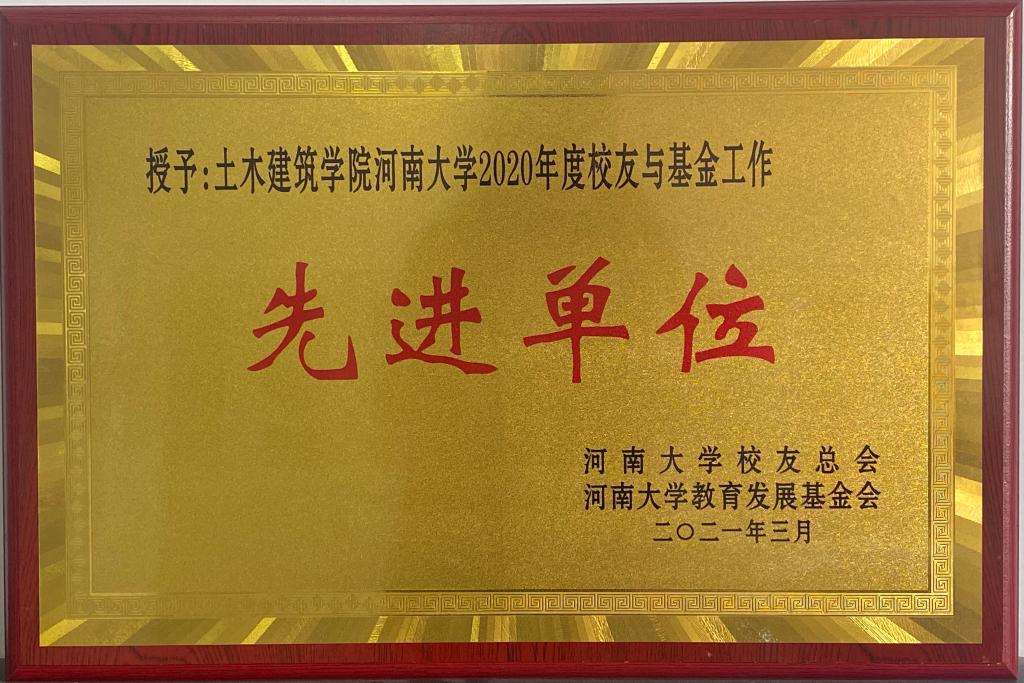 授予:土木建筑学院河南大学2020年度校友与基金工作
先进单位
河南大学校友总会
河南大学教育发展基金会
二〇二一年三月